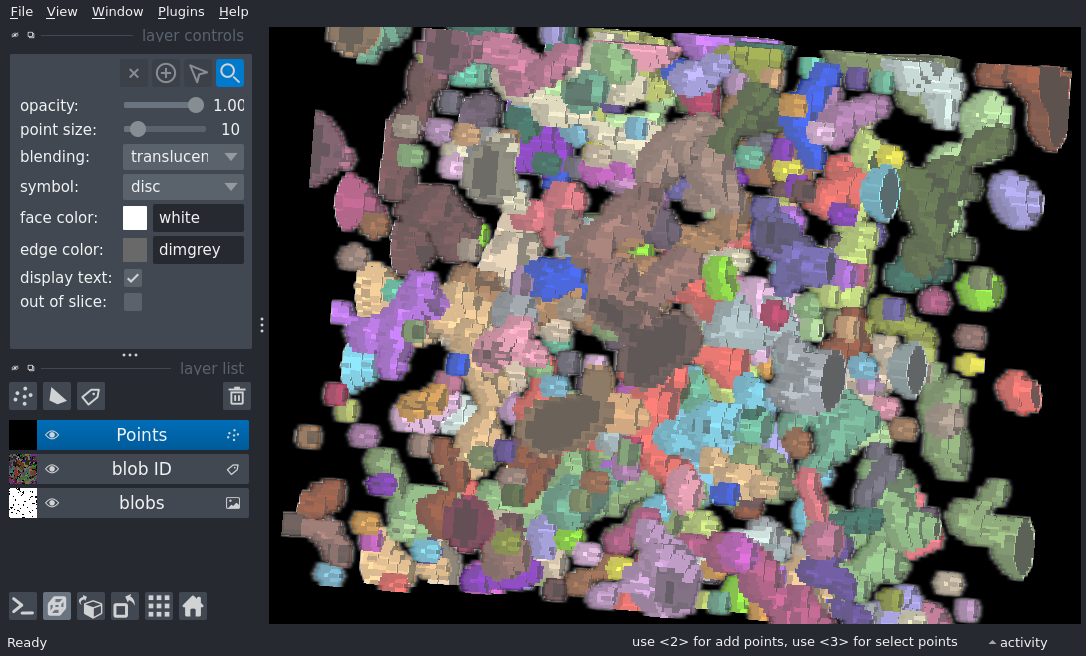 File View Window Plugins Help
layer controls
opacity: 1.00
point size: 10
blending: translucen
symbol: disc
face color: white
edge color: dimgrey
display text:
out of slice:
layer list
Points
blob ID
blobs
Ready
use <2> for add points, use <3> for select points
activity